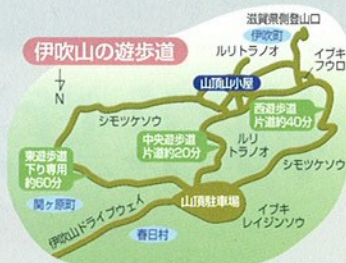 滋賀県側登山口
伊吹町
伊吹山の遊歩道
ルリトラノオ
イブキ
フウロ
山頂山小屋
N
シモツケソウ
西遊歩道
片道約40分
中央遊歩道
片道約20分
ルリ
トラノオ
シモツケソウ
東遊歩道
下り専用
約60分
関ヶ原町
山頂駐車場
イブキ
レイジンソウ
伊吹山ドライブウェイ
春日村